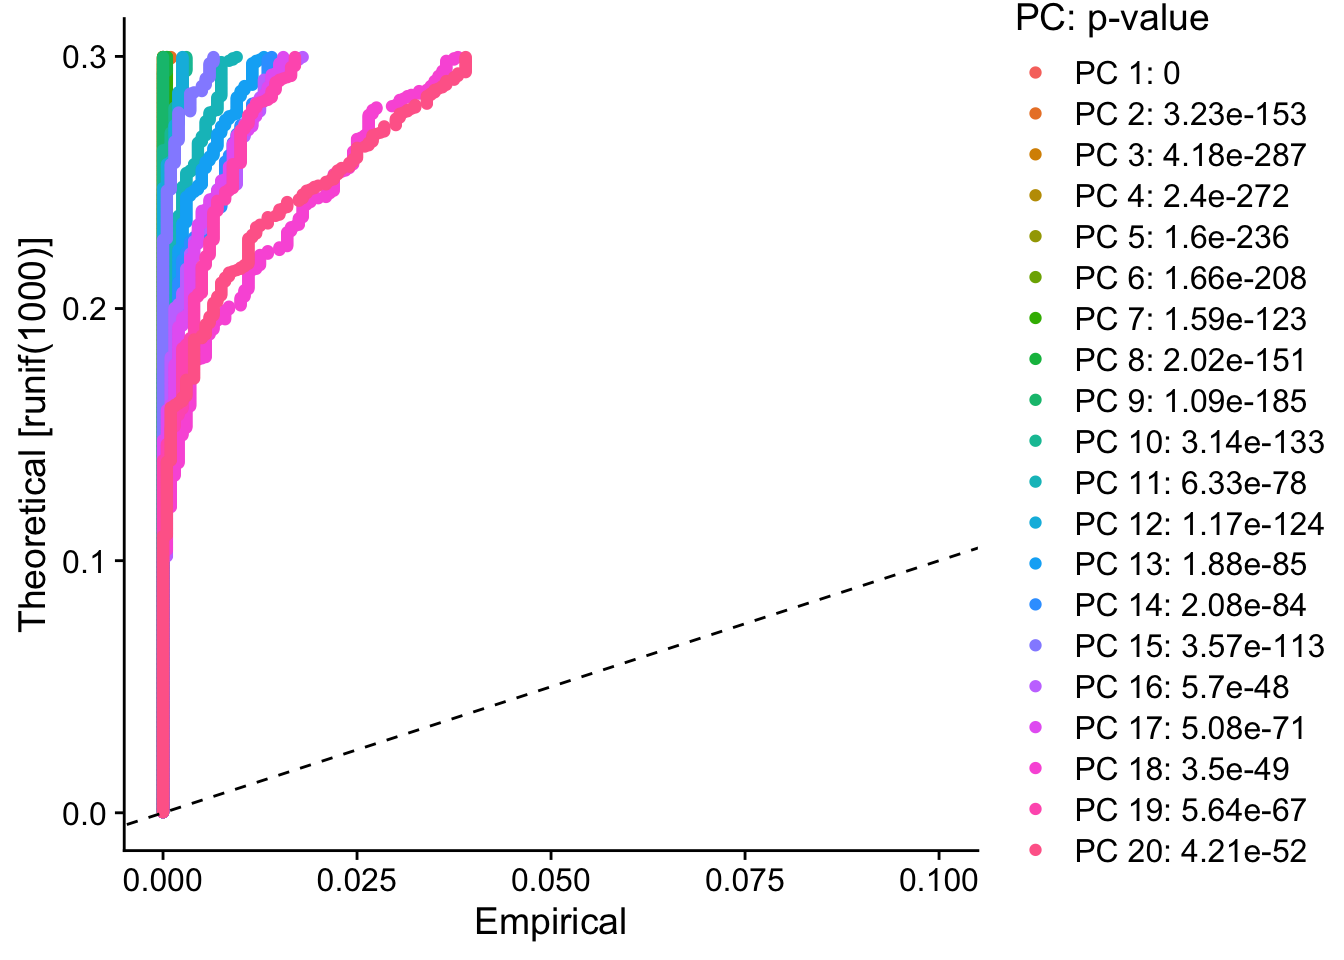 PC: p-value
PC 1: 0
PC 2: 3.23e-153
PC 3: 4.18e-287
PC 4: 2.4e-272
PC 5: 1.6e-236
PC 6: 1.66e-208
PC 7: 1.59e-123
PC 8: 2.02e-151
PC 9: 1.09e-185
PC 10: 3.14e-133
PC 11: 6.33e-78
PC 12: 1.17e-124
PC 13: 1.88e-85
PC 14: 2.08e-84
PC 15: 3.57e-113
PC 16: 5.7e-48
PC 17: 5.08e-71
PC 18: 3.5e-49
PC 19: 5.64e-67
PC 20: 4.21e-52
Theoretical [runif(1000)]
0.3
0.2
0.1
0.0
0.000 0.025 0.050 0.075 0.100
Empirical